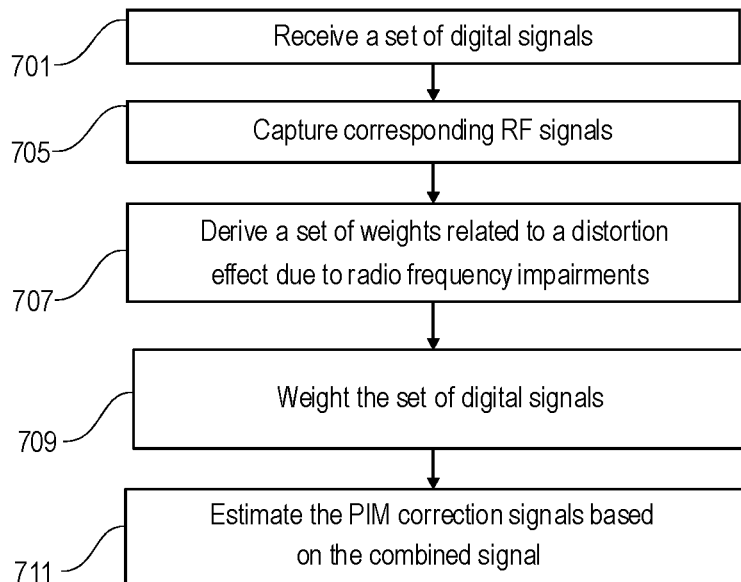 Receive a set of digital signals
701
Capture corresponding RF signals
705
Derive a set of weights related to a distortion
effect due to radio frequency impairments
707
Weight the set of digital signals
709
Estimate the PIM correction signals based
on the combined signal
711